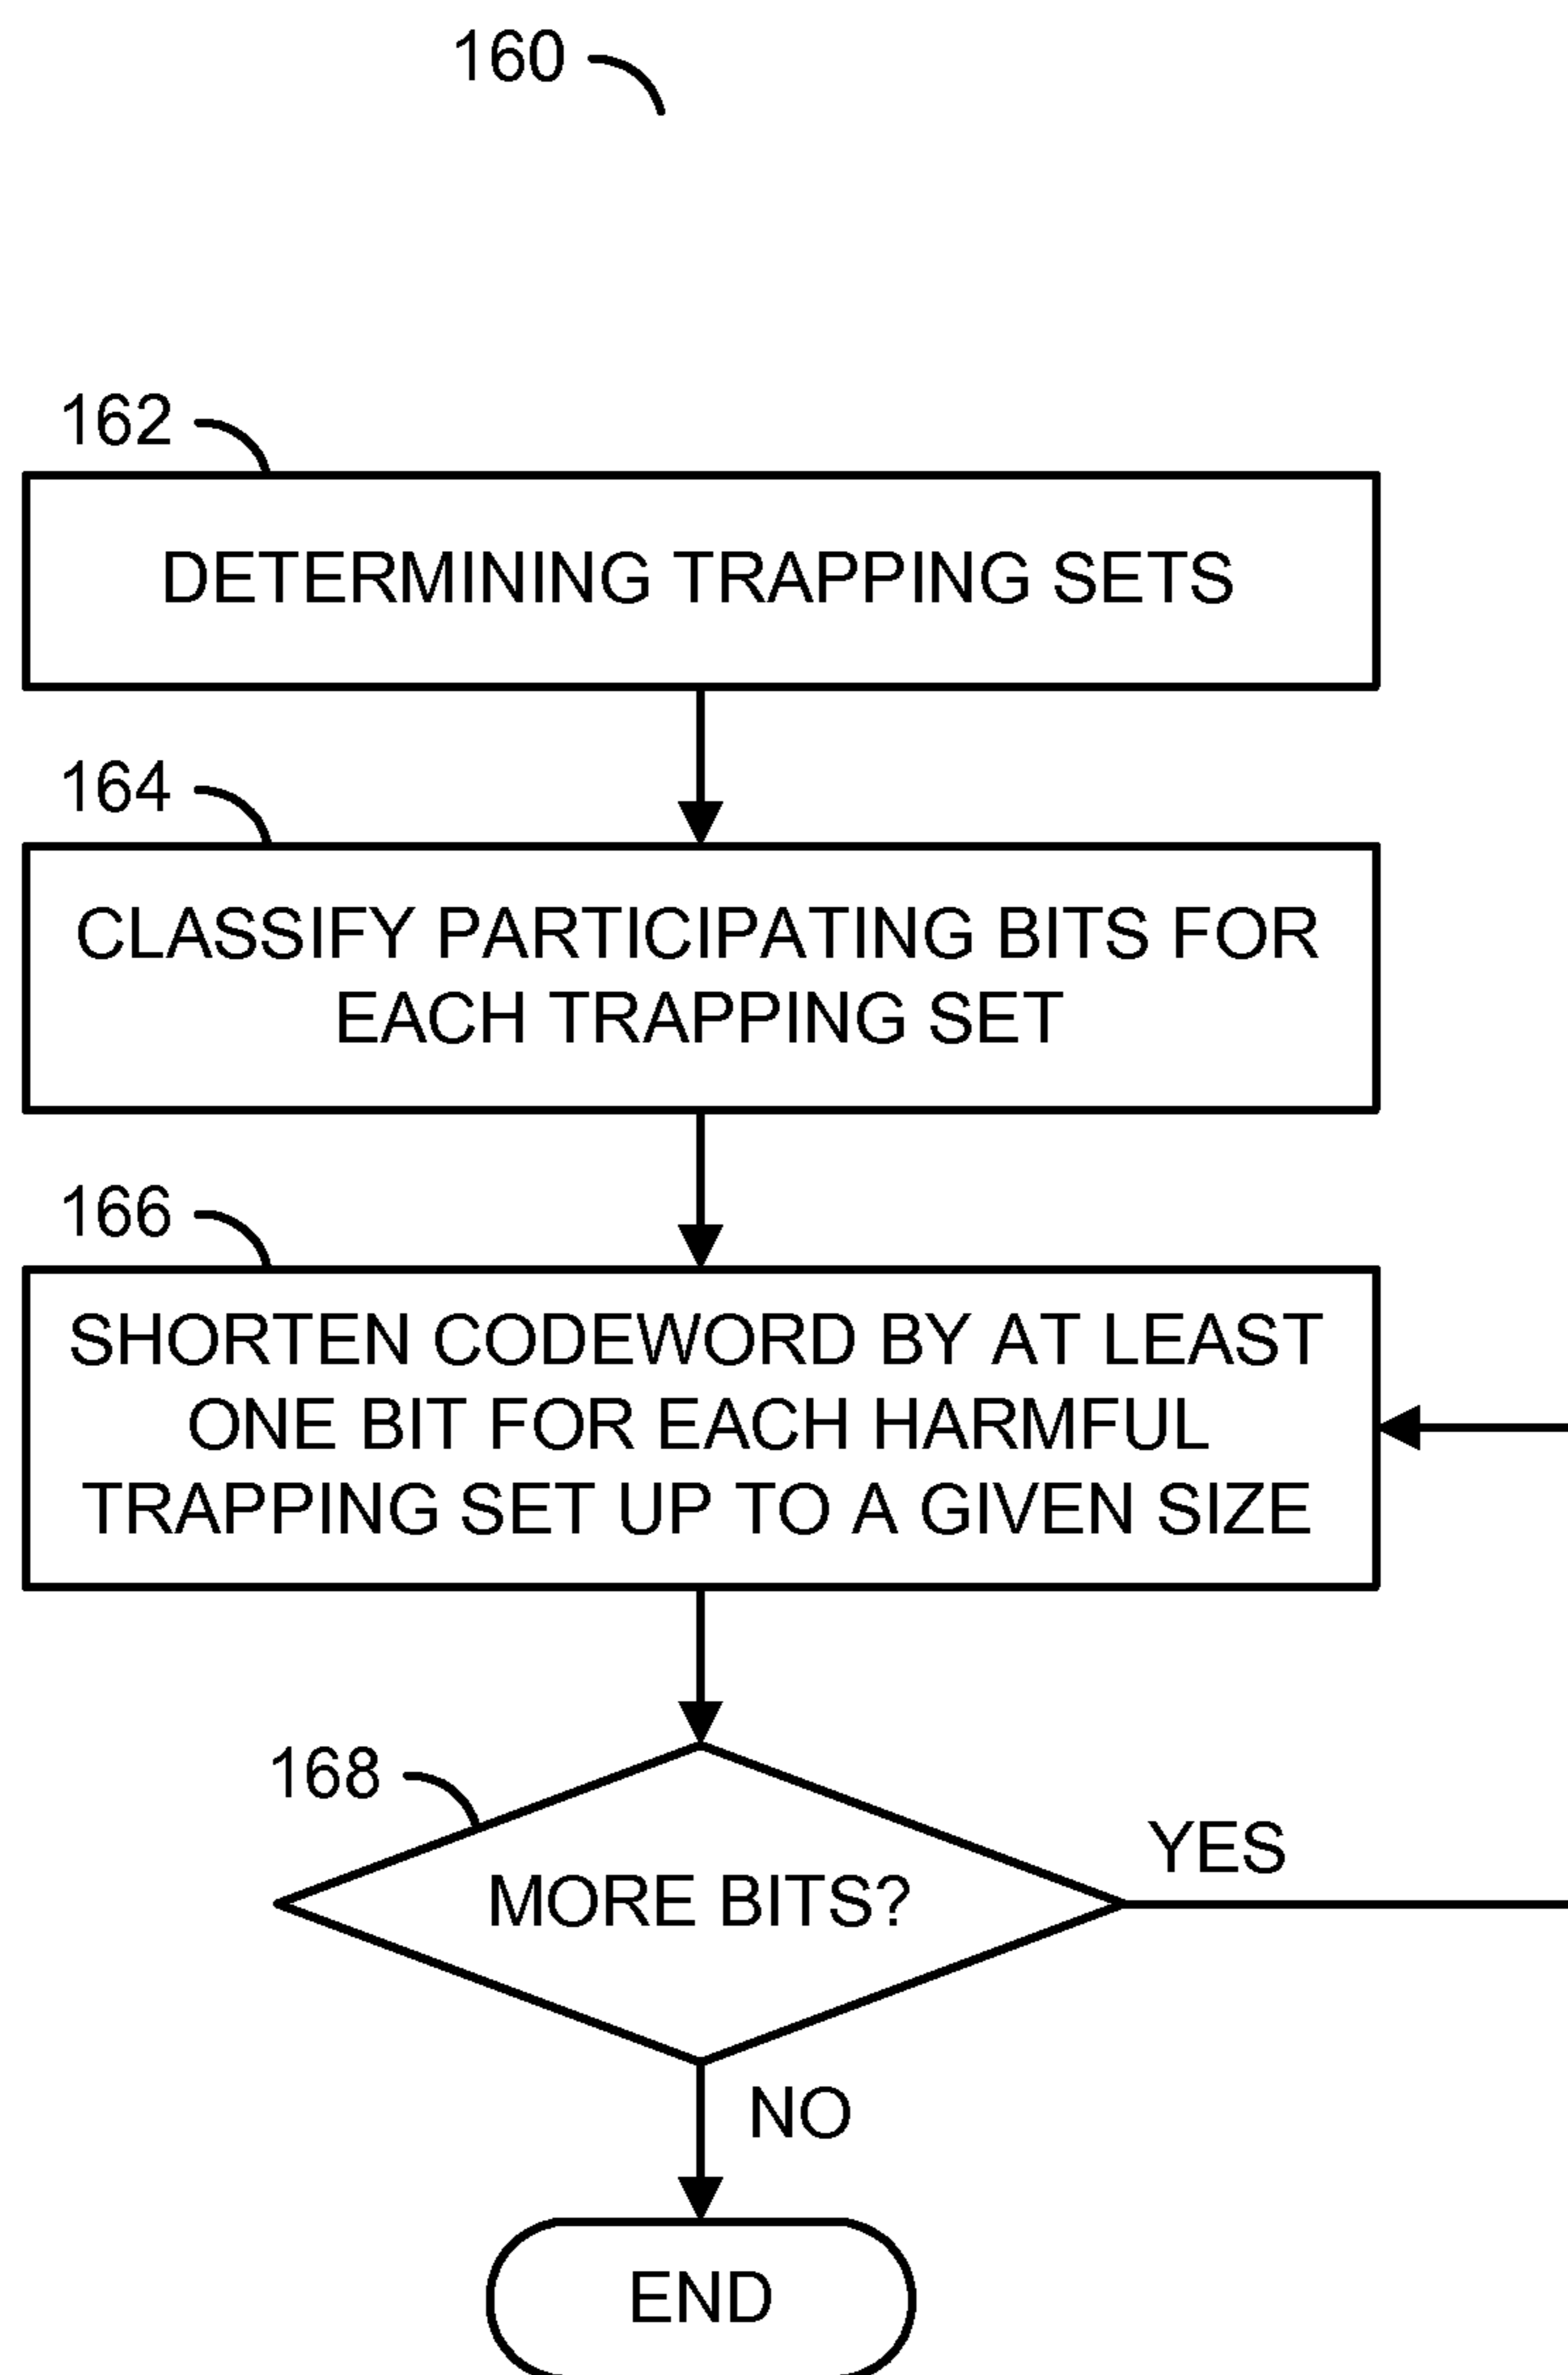 160
162
DETERMINING TRAPPING SETS
164
CLASSIFY PARTICIPATING BITS FOR
EACH TRAPPING SET
166
SHORTEN CODEWORD BY AT LEAST
ONE BIT FOR EACH HARMFUL
TRAPPING SET UP TO A GIVEN SIZE
168
MORE BITS?
YES
NO
END